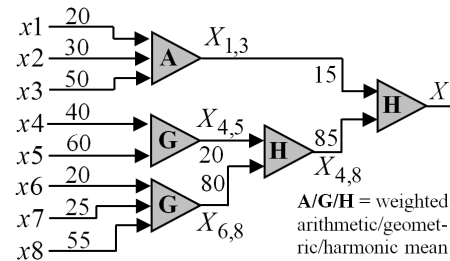 x1 20
x2 30 A X1,3
x3 50 15 H X
x4 40 G X4,5
x5 60 20 H 85
x6 20 80 X4,8
x7 25 G X6,8
x8 55
A/G/H = weighted
arithmetic/geomet-
ric/harmonic mean